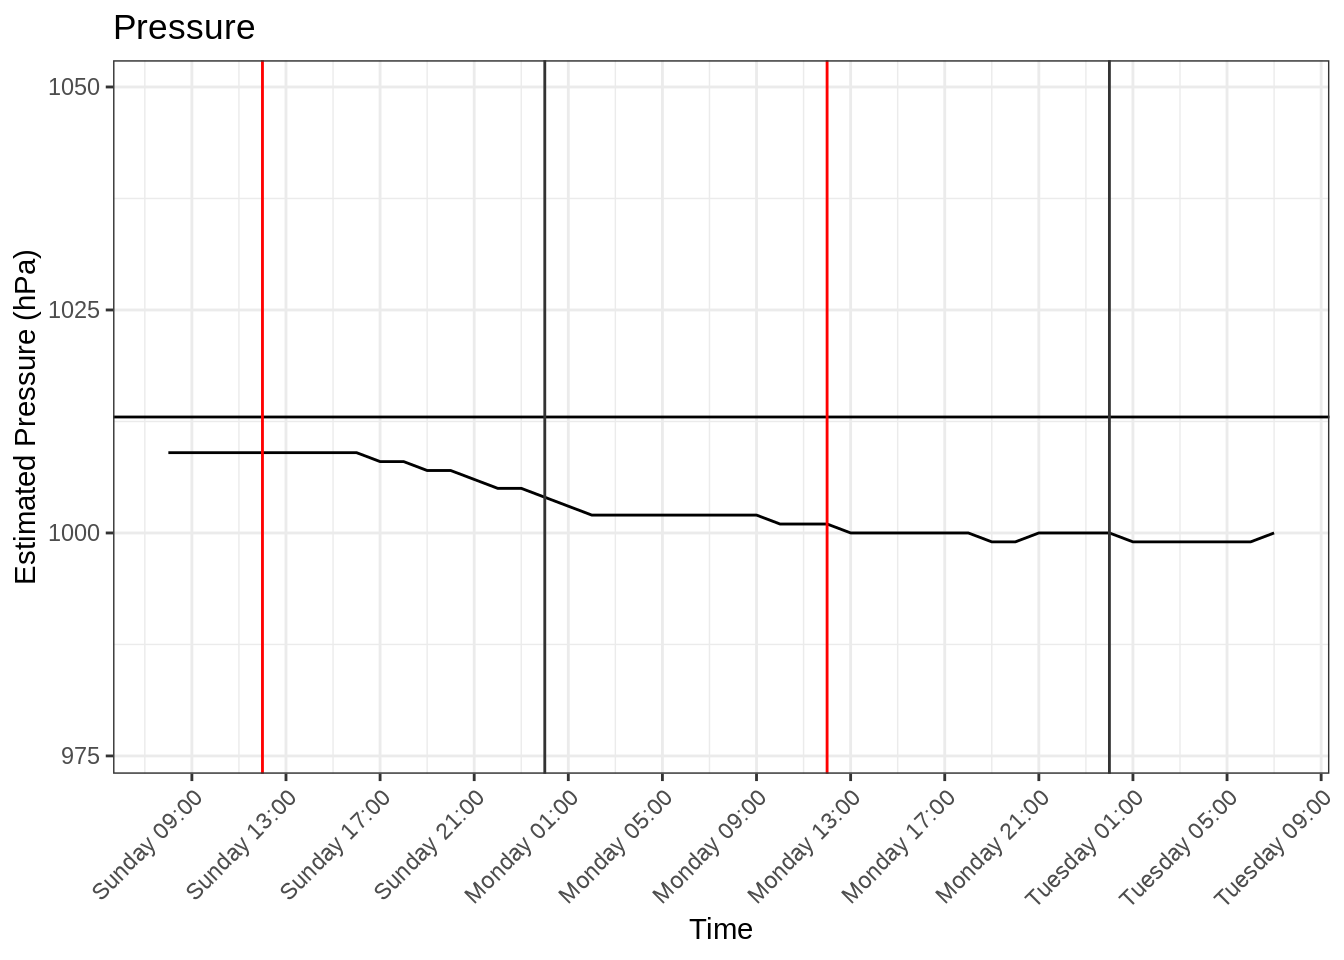 Pressure
Estimated Pressure (hPa)
1050
1025
1000
975
Sunday 09:00
Sunday 13:00
Sunday 17:00
Sunday 21:00
Monday 01:00
Monday 05:00
Monday 09:00
Monday 13:00
Monday 17:00
Monday 21:00
Tuesday 01:00
Tuesday 05:00
Tuesday 09:00
Time